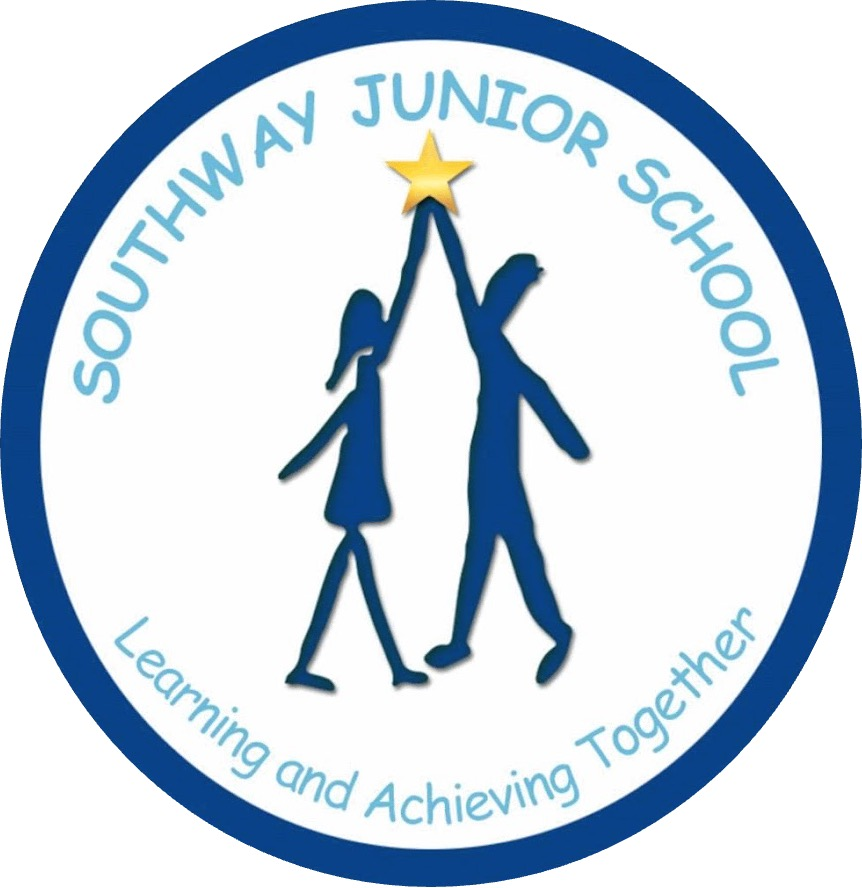 SOUTHWAY JUNIOR SCHOOL
Learning and Achieving Together